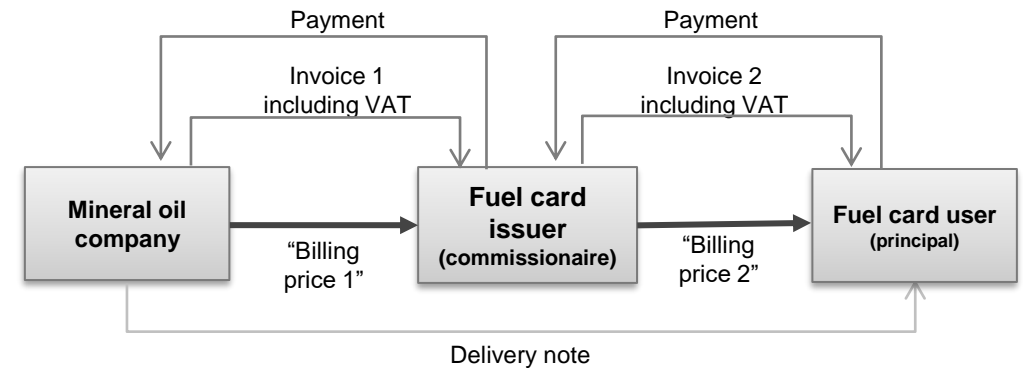 Payment
Payment
Invoice 1
including VAT
Invoice 2
including VAT
Mineral oil
company
Fuel card
issuer
(commissionaire)
Fuel card user
(principal)
“Billing
price 1”
“Billing
price 2”
Delivery note